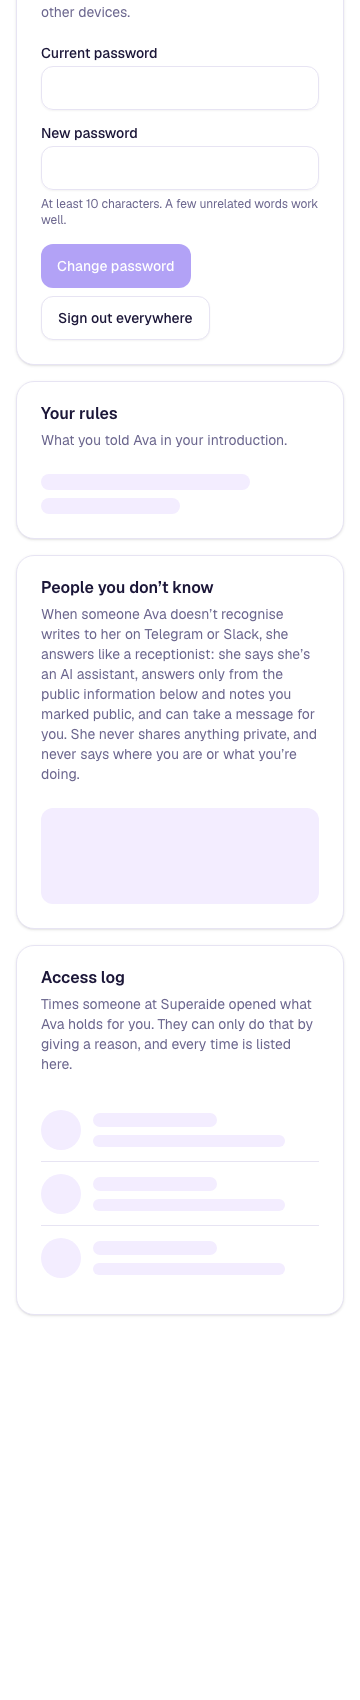 other devices.
Current password
New password
At least 10 characters. A few unrelated words work
well.
Change password
Sign out everywhere
Your rules
What you told Ava in your introduction.
People you don’t know
When someone Ava doesn’t recognise
writes to her on Telegram or Slack, she
answers like a receptionist: she says she’s
an AI assistant, answers only from the
public information below and notes you
marked public, and can take a message for
you. She never shares anything private, and
never says where you are or what you’re
doing.
Access log
Times someone at Superaide opened what
Ava holds for you. They can only do that by
giving a reason, and every time is listed
here.